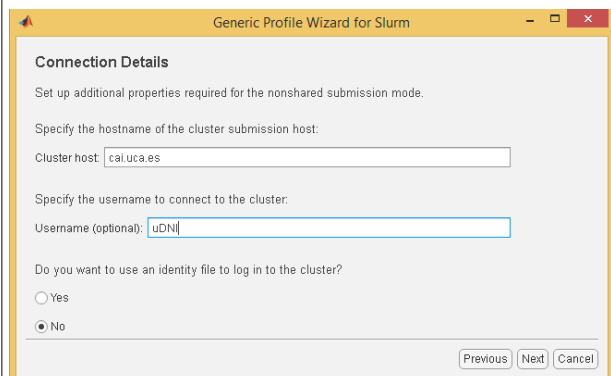 Generic Profile Wizard for Slurm
Connection Details
Set up additional properties required for the nonshared submission mode.
Specify the hostname of the cluster submission host:
Cluster host: cai.uca.es
Specify the username to connect to the cluster:
Username (optional): uDNI
Do you want to use an identity file to log in to the cluster?
Yes
No
Previous Next Cancel